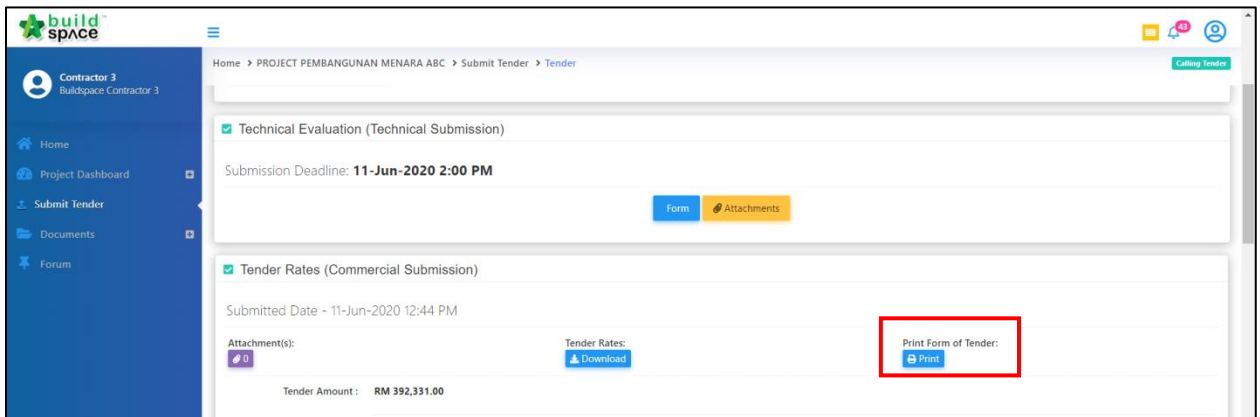 build
space
43
Home > PROJECT PEMBANGUNAN MENARA ABC > Submit Tender > Tender
Calling Tender
Contractor 3
Buildspace Contractor 3
Home
Project Dashboard
Submit Tender
Documents
Forum
Technical Evaluation (Technical Submission)
Submission Deadline: 11-Jun-2020 2:00 PM
Form Attachments
Tender Rates (Commercial Submission)
Submitted Date - 11-Jun-2020 12:44 PM
Attachment(s): Tender Rates: Print Form of Tender:
0 Download Print
Tender Amount : RM 392,331.00